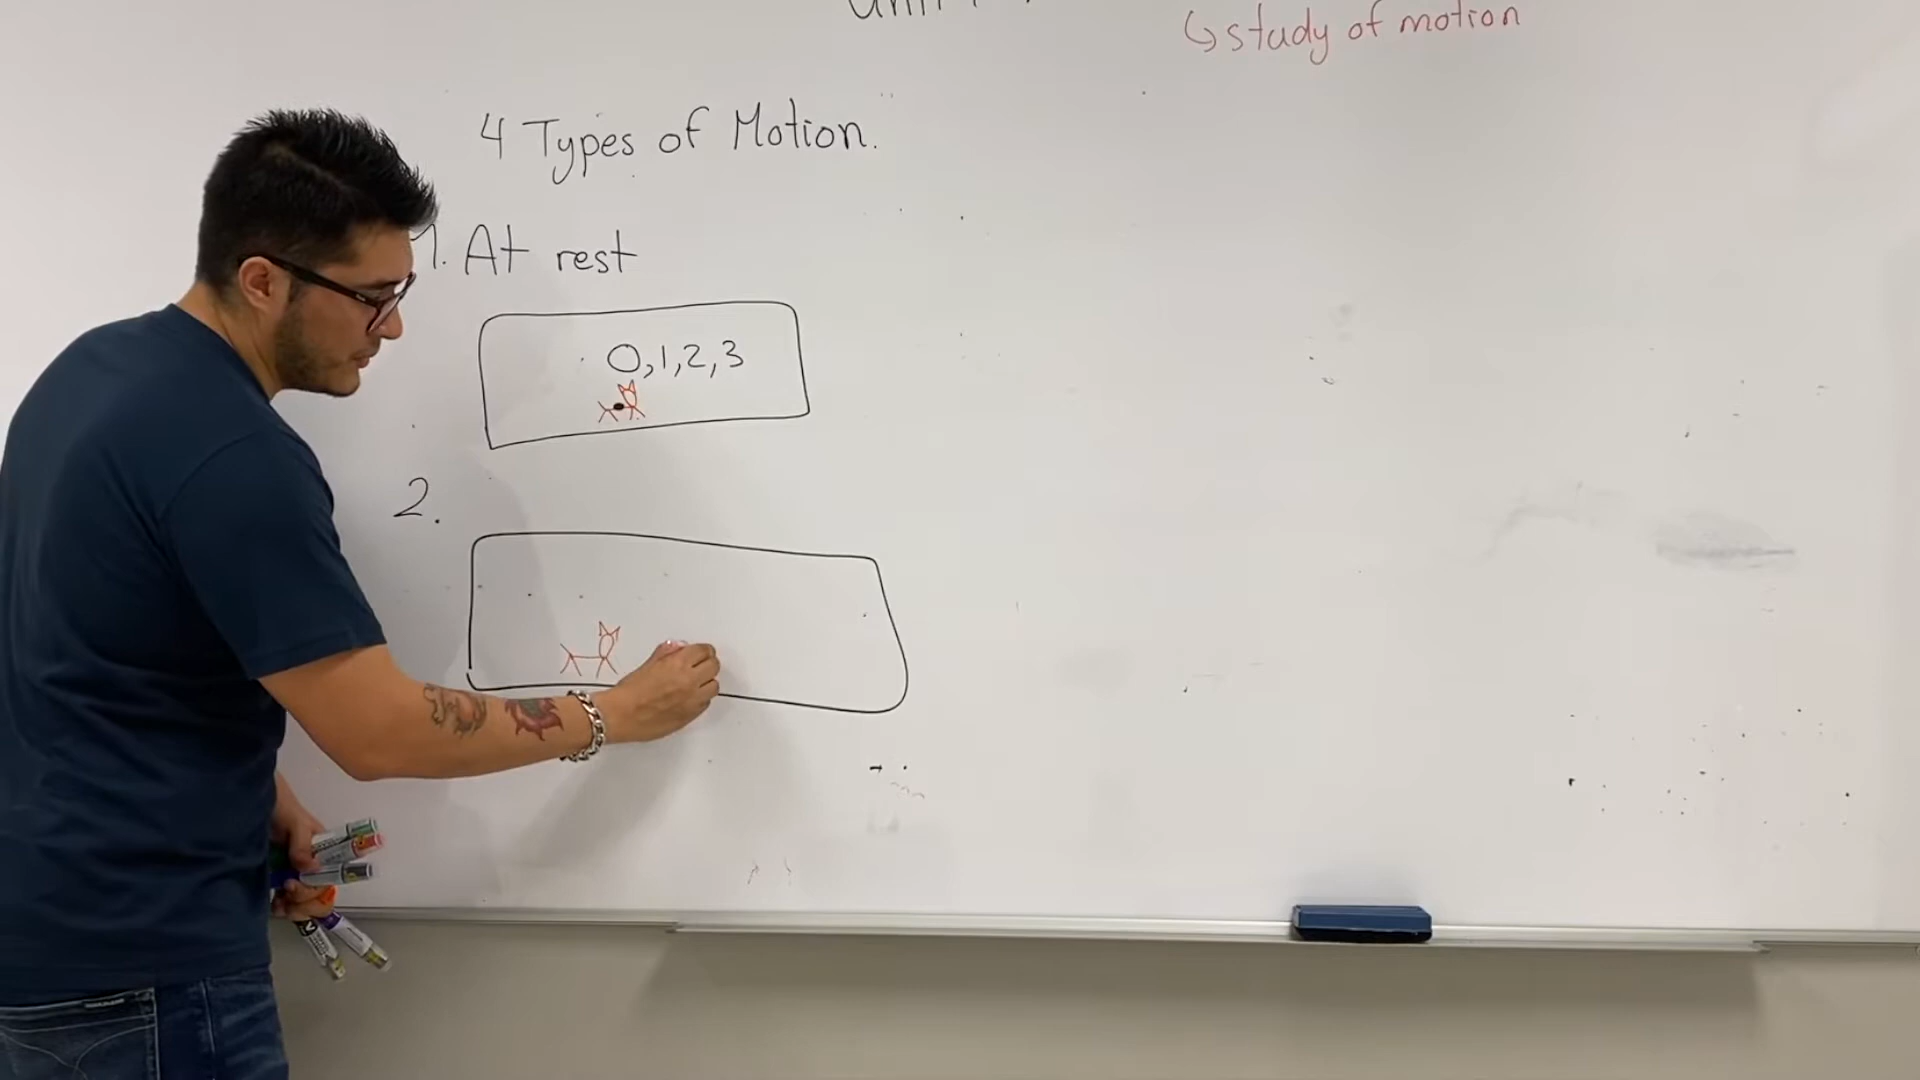 ↳ study of motion
4 Types of Motion.
1. At rest
0,1,2,3
2.